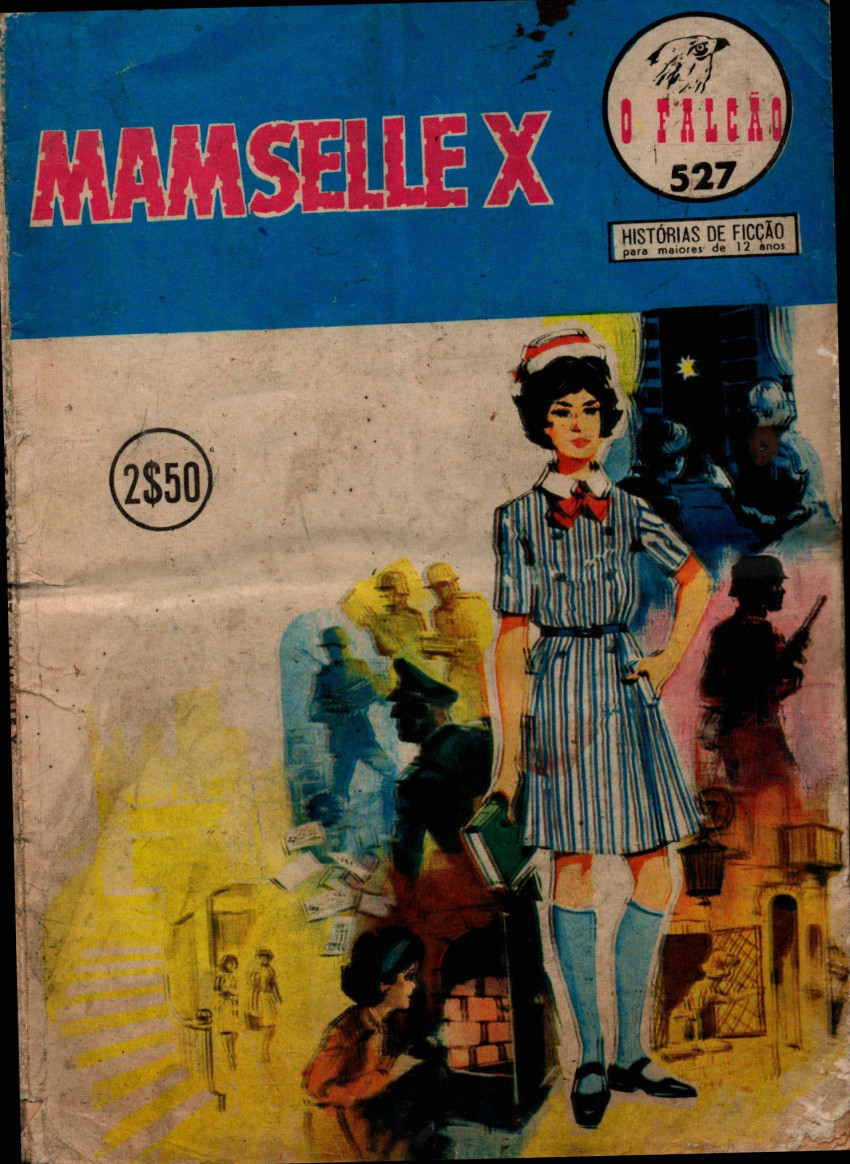 MAMSELLE X
O FALCÃO
527
HISTÓRIAS DE FICÇÃO
para maiores de 12 anos
2$50